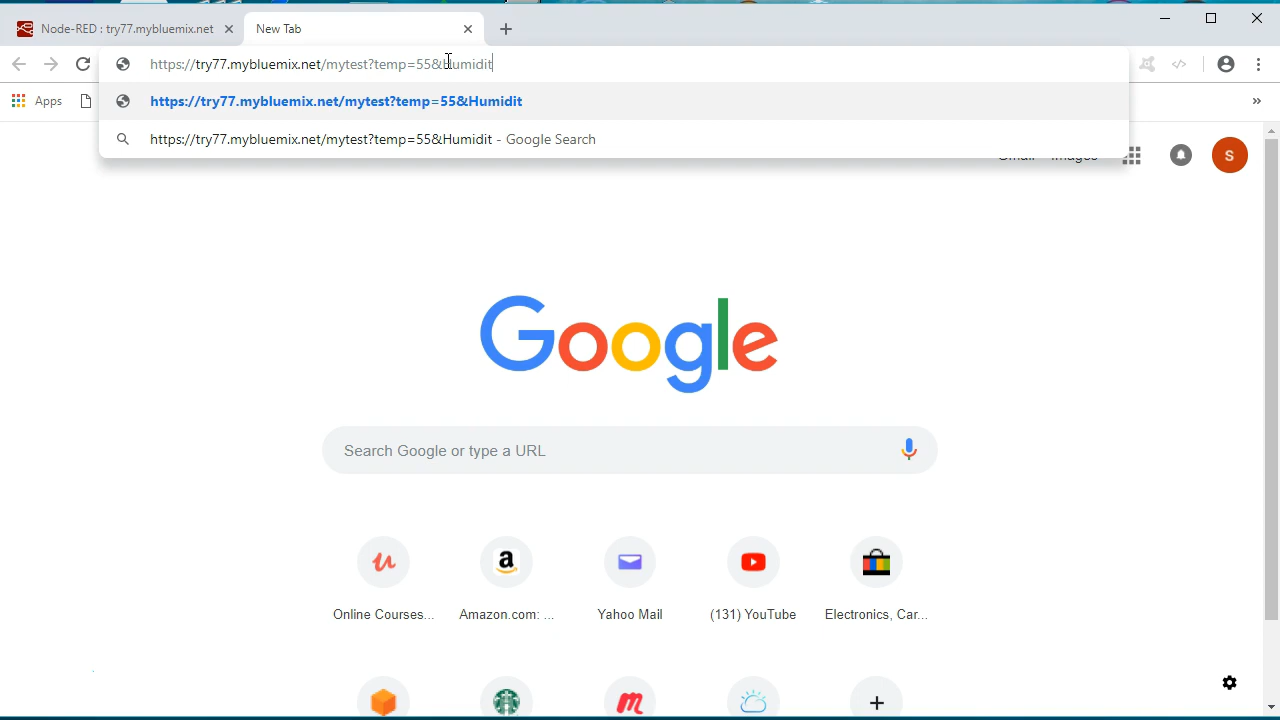 Node-RED : try77.mybluemix.net
New Tab
https://try77.mybluemix.net/mytest?temp=55&Humidit
Apps
https://try77.mybluemix.net/mytest?temp=55&Humidit
https://try77.mybluemix.net/mytest?temp=55&Humidit - Google Search
Gmail Images
S
Google
Search Google or type a URL
Online Courses...
Amazon.com: ...
Yahoo Mail
(131) YouTube
Electronics, Car...